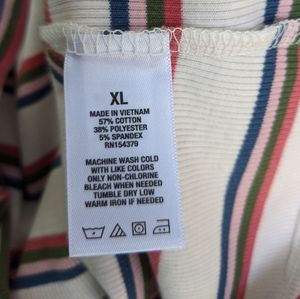 XL
MADE IN VIETNAM
57% COTTON
38% POLYESTER
5% SPANDEX
RN154379
MACHINE WASH COLD
WITH LIKE COLORS
ONLY NON-CHLORINE
BLEACH WHEN NEEDED
TUMBLE DRY LOW
WARM IRON IF NEEDED